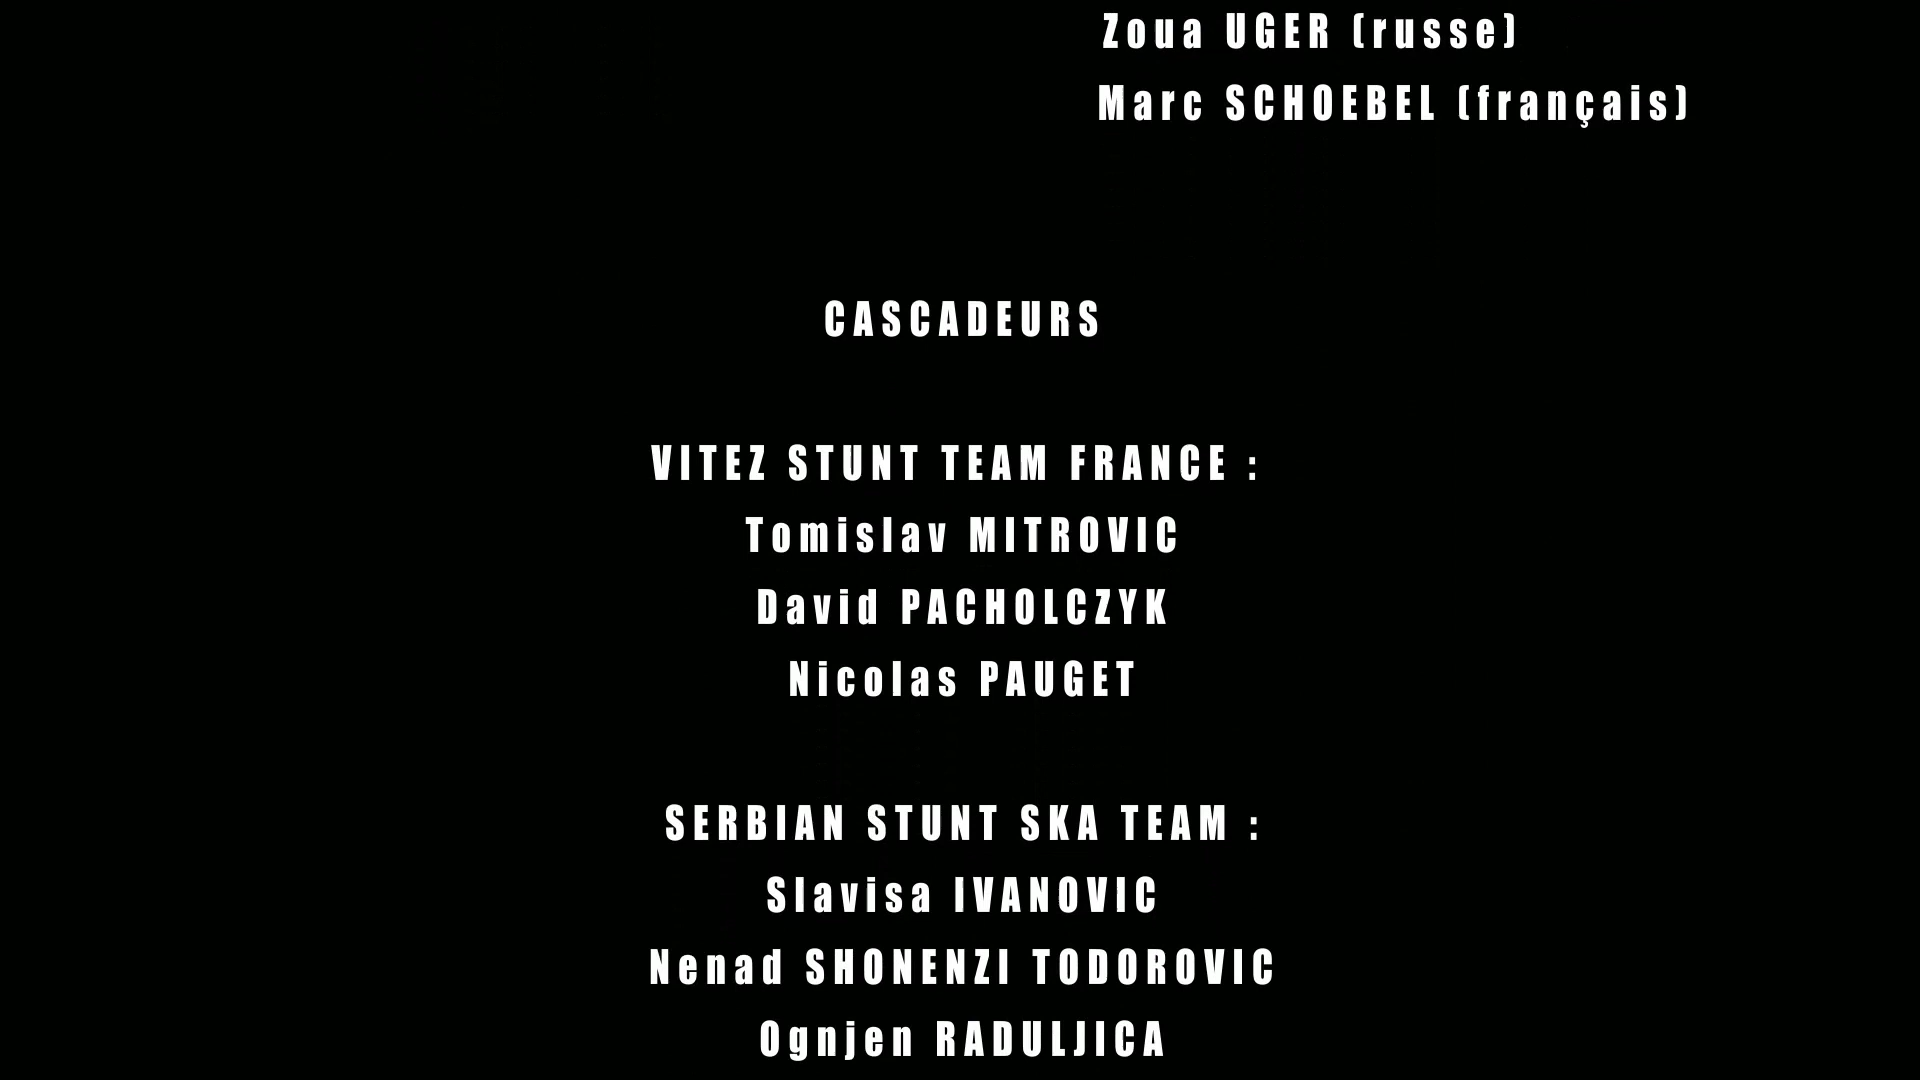 Zoua UGER (russe)
Marc SCHOEBEL (français)
CASCADEURS
VITEZ STUNT TEAM FRANCE :
Tomislav MITROVIC
David PACHOLCZYK
Nicolas PAUGET
SERBIAN STUNT SKA TEAM :
Slavisa IVANOVIC
Nenad SHONENZI TODOROVIC
Ognjen RADULJICA